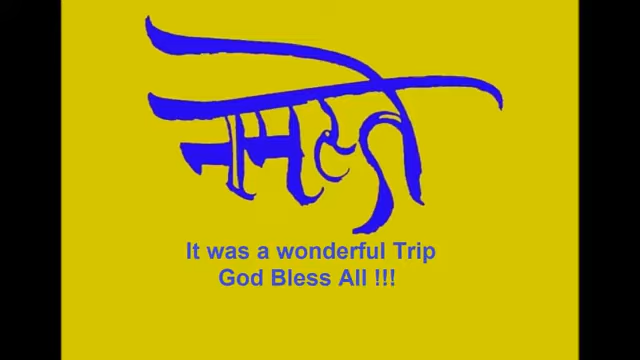 नमस्ते
It was a wonderful Trip
God Bless All !!!